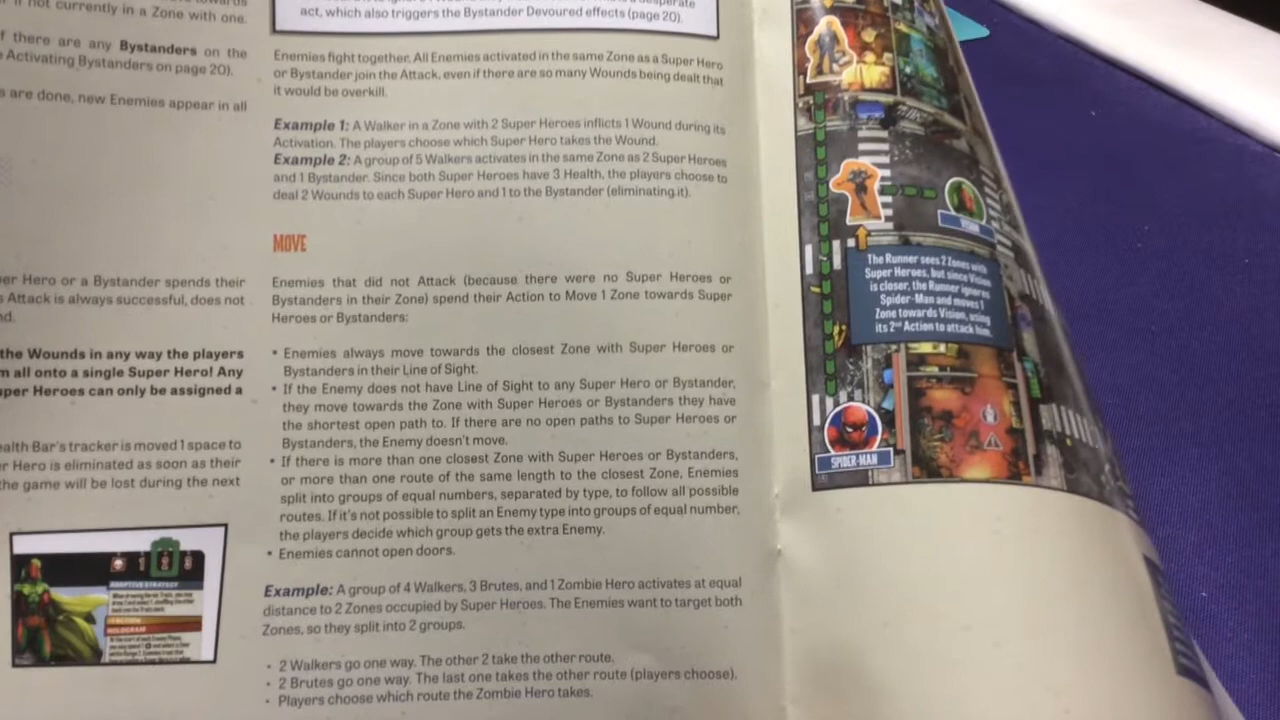 if not currently in a Zone with one.
if there are any Bystanders on the
Activating Bystanders on page 20).
s are done, new Enemies appear in all
er Hero or a Bystander spends their
Attack is always successful, does not
nd.
the Wounds in any way the players
m all onto a single Super Hero! Any
uper Heroes can only be assigned a
ealth Bar's tracker is moved 1 space to
er Hero is eliminated as soon as their
the game will be lost during the next
ADAPTIVE STRATEGY
HOLOGRAM
act, which also triggers the Bystander Devoured effects (page 20).
Enemies fight together. All Enemies activated in the same Zone as a Super Hero
or Bystander join the Attack, even if there are so many Wounds being dealt that
it would be overkill.
Example 1: A Walker in a Zone with 2 Super Heroes inflicts 1 Wound during its
Activation. The players choose which Super Hero takes the Wound.
Example 2: A group of 5 Walkers activates in the same Zone as 2 Super Heroes
and 1 Bystander. Since both Super Heroes have 3 Health, the players choose to
deal 2 Wounds to each Super Hero and 1 to the Bystander (eliminating it).
MOVE
Enemies that did not Attack (because there were no Super Heroes or
Bystanders in their Zone) spend their Action to Move 1 Zone towards Super
Heroes or Bystanders:
• Enemies always move towards the closest Zone with Super Heroes or
Bystanders in their Line of Sight.
• If the Enemy does not have Line of Sight to any Super Hero or Bystander,
they move towards the Zone with Super Heroes or Bystanders they have
the shortest open path to. If there are no open paths to Super Heroes or
Bystanders, the Enemy doesn't move.
• If there is more than one closest Zone with Super Heroes or Bystanders,
or more than one route of the same length to the closest Zone, Enemies
split into groups of equal numbers, separated by type, to follow all possible
routes. If it's not possible to split an Enemy type into groups of equal number,
the players decide which group gets the extra Enemy.
• Enemies cannot open doors.
Example: A group of 4 Walkers, 3 Brutes, and 1 Zombie Hero activates at equal
distance to 2 Zones occupied by Super Heroes. The Enemies want to target both
Zones, so they split into 2 groups.
• 2 Walkers go one way. The other 2 take the other route.
• 2 Brutes go one way. The last one takes the other route (players choose).
• Players choose which route the Zombie Hero takes.
VISION
The Runner sees 2 Zones with
Super Heroes, but since Vision
is closer, the Runner ignores
Spider-Man and moves 1
Zone towards Vision, using
its 2nd Action to attack him.
SPIDER-MAN